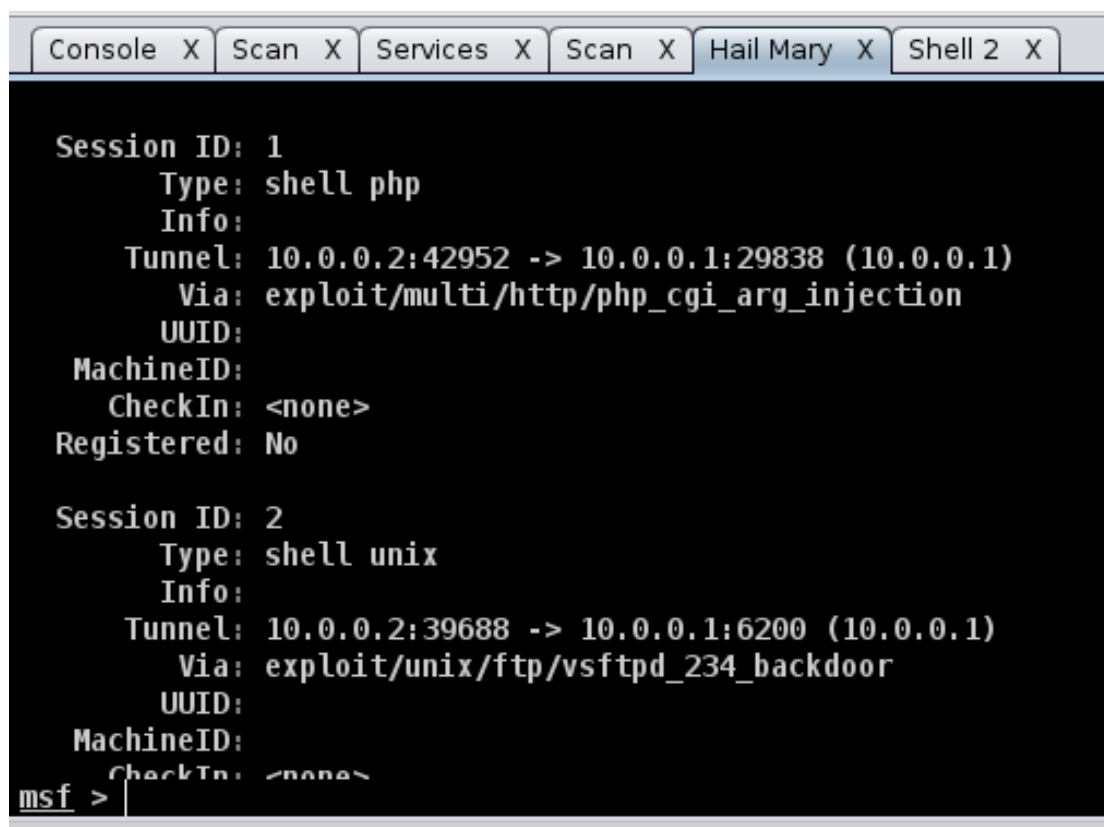 Console X Scan X Services X Scan X Hail Mary X Shell 2 X
Session ID: 1
Type: shell php
Info:
Tunnel: 10.0.0.2:42952 -> 10.0.0.1:29838 (10.0.0.1)
Via: exploit/multi/http/php_cgi_arg_injection
UUID:
MachineID:
CheckIn: <none>
Registered: No
Session ID: 2
Type: shell unix
Info:
Tunnel: 10.0.0.2:39688 -> 10.0.0.1:6200 (10.0.0.1)
Via: exploit/unix/ftp/vsftpd_234_backdoor
UUID:
MachineID:
CheckIn: <none>
msf >